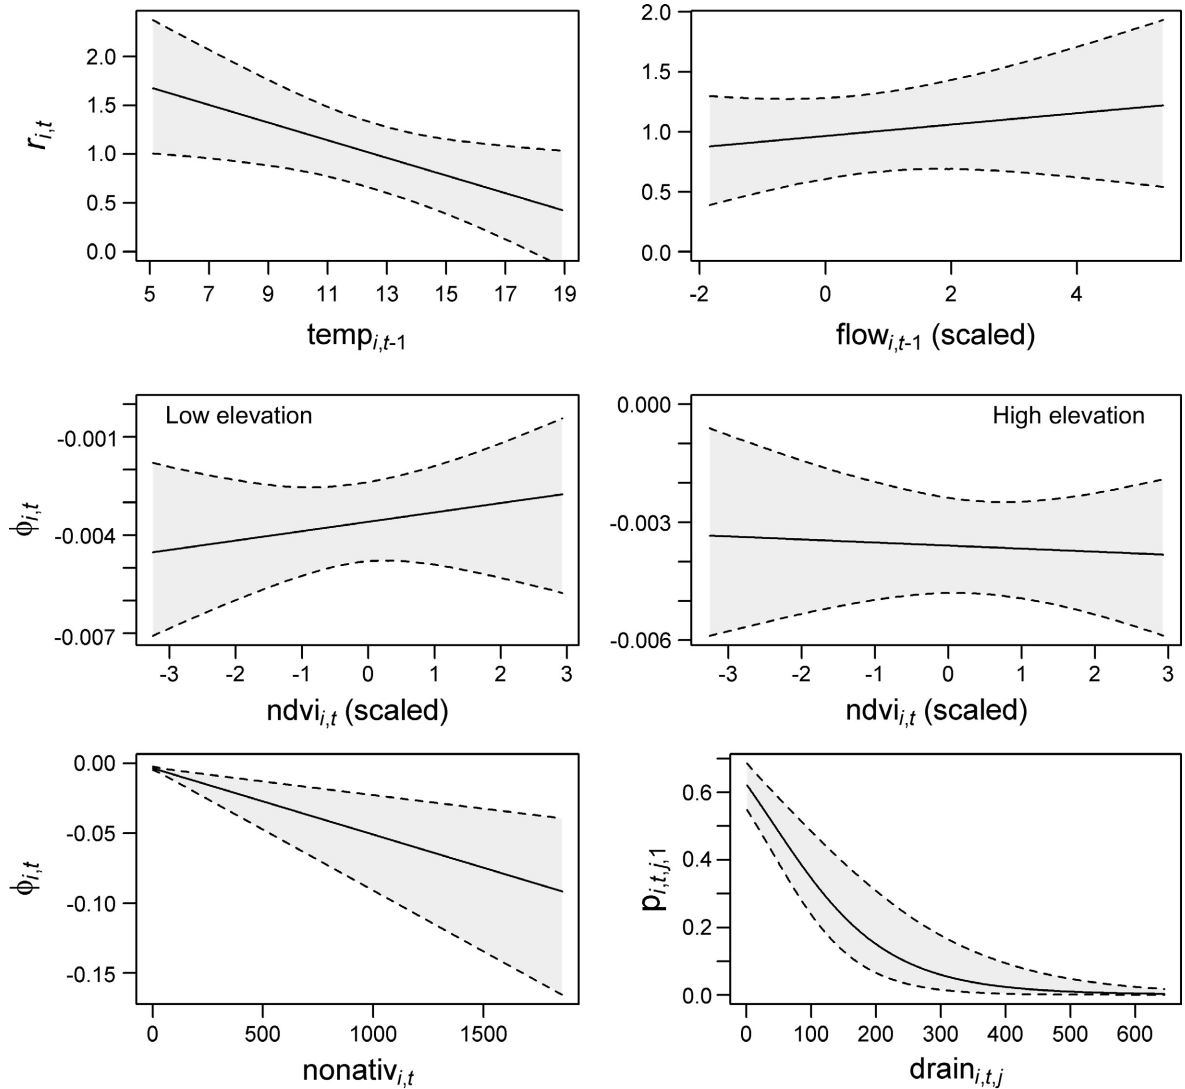 2.0
1.5
1.0
0.5
0.0
r_{i,t}
5 7 9 11 13 15 17 19
temp_{i,t-1}
2.0
1.5
1.0
0.5
0.0
-2 0 2 4
flow_{i,t-1} (scaled)
Low elevation
-0.001
-0.004
-0.007
ϕ_{i,t}
-3 -2 -1 0 1 2 3
ndvi_{i,t} (scaled)
High elevation
0.000
-0.003
-0.006
-3 -2 -1 0 1 2 3
ndvi_{i,t} (scaled)
0.00
-0.05
-0.10
-0.15
ϕ_{i,t}
0 500 1000 1500
nonativ_{i,t}
0.6
0.4
0.2
0.0
p_{i,t,j,1}
0 100 200 300 400 500 600
drain_{i,t,j}